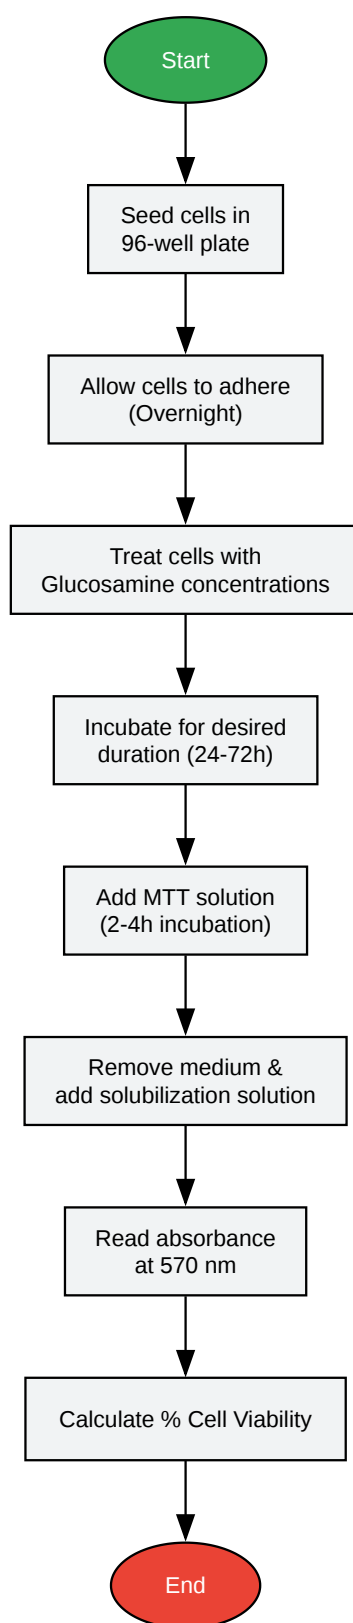 Start
Seed cells in
96-well plate
Allow cells to adhere
(Overnight)
Treat cells with
Glucosamine concentrations
Incubate for desired
duration (24-72h)
Add MTT solution
(2-4h incubation)
Remove medium &
add solubilization solution
Read absorbance
at 570 nm
Calculate % Cell Viability
End